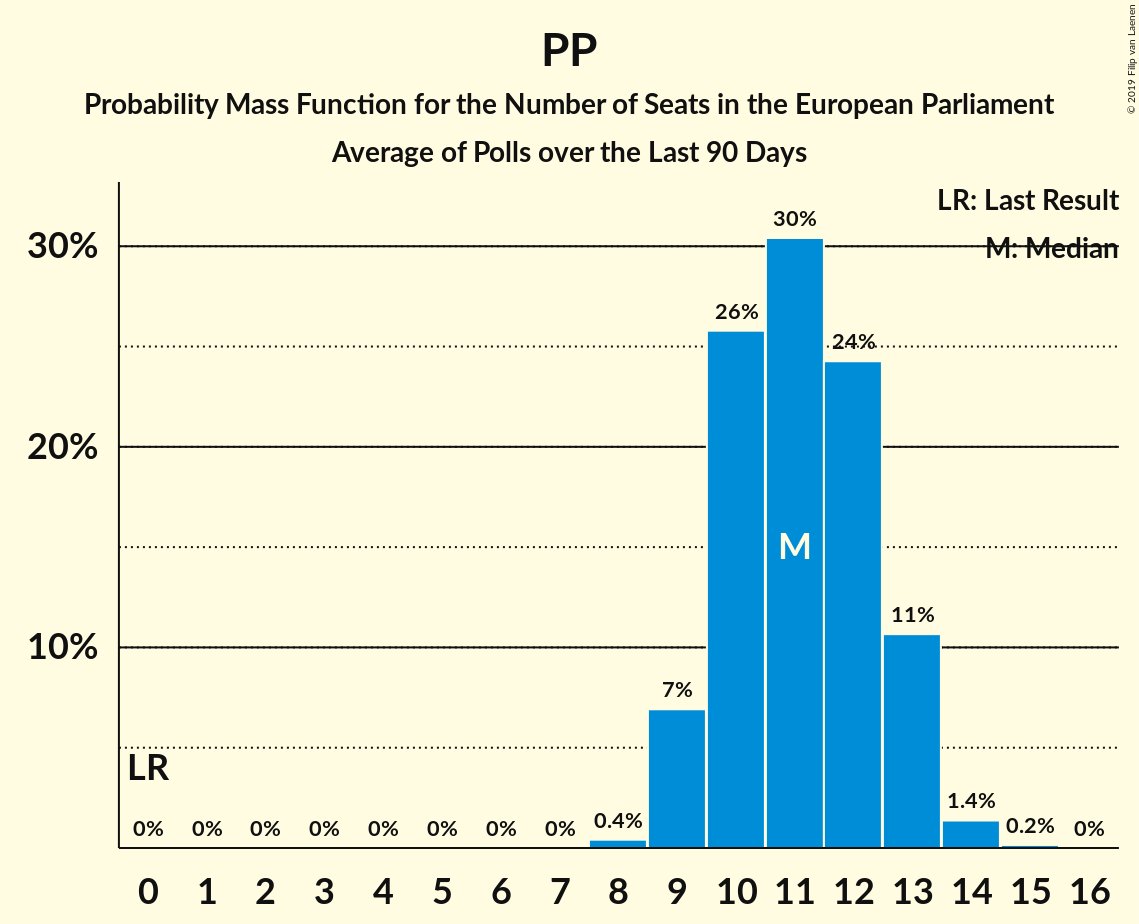 PP
Probability Mass Function for the Number of Seats in the European Parliament
Average of Polls over the Last 90 Days
© 2019 Filip van Laenen
LR: Last Result
M: Median
30%
20%
10%
30%
26%
24%
11%
7%
1.4%
0.4%
0.2%
0% 0% 0% 0% 0% 0% 0% 0% 0%
M
LR
0 1 2 3 4 5 6 7 8 9 10 11 12 13 14 15 16